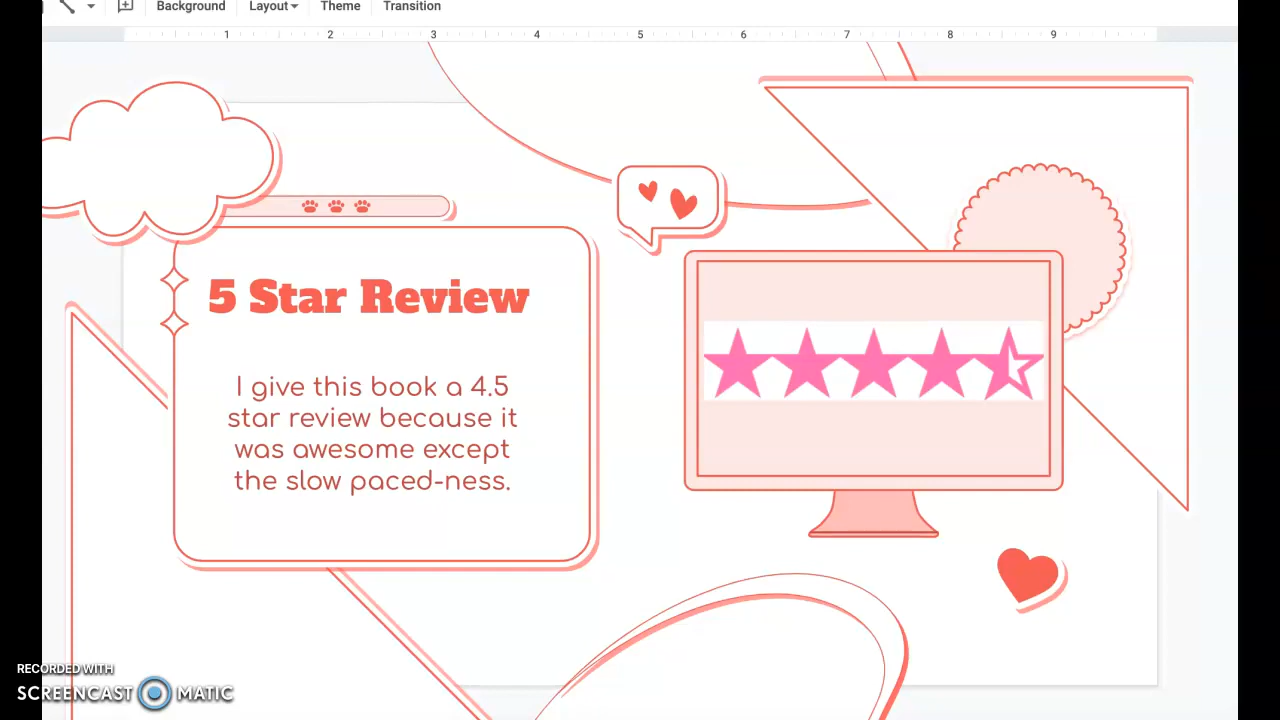 Background Layout Theme Transition
1 2 3 4 5 6 7 8 9
5 Star Review
I give this book a 4.5
star review because it
was awesome except
the slow paced-ness.
RECORDED WITH
SCREENCAST MATIC